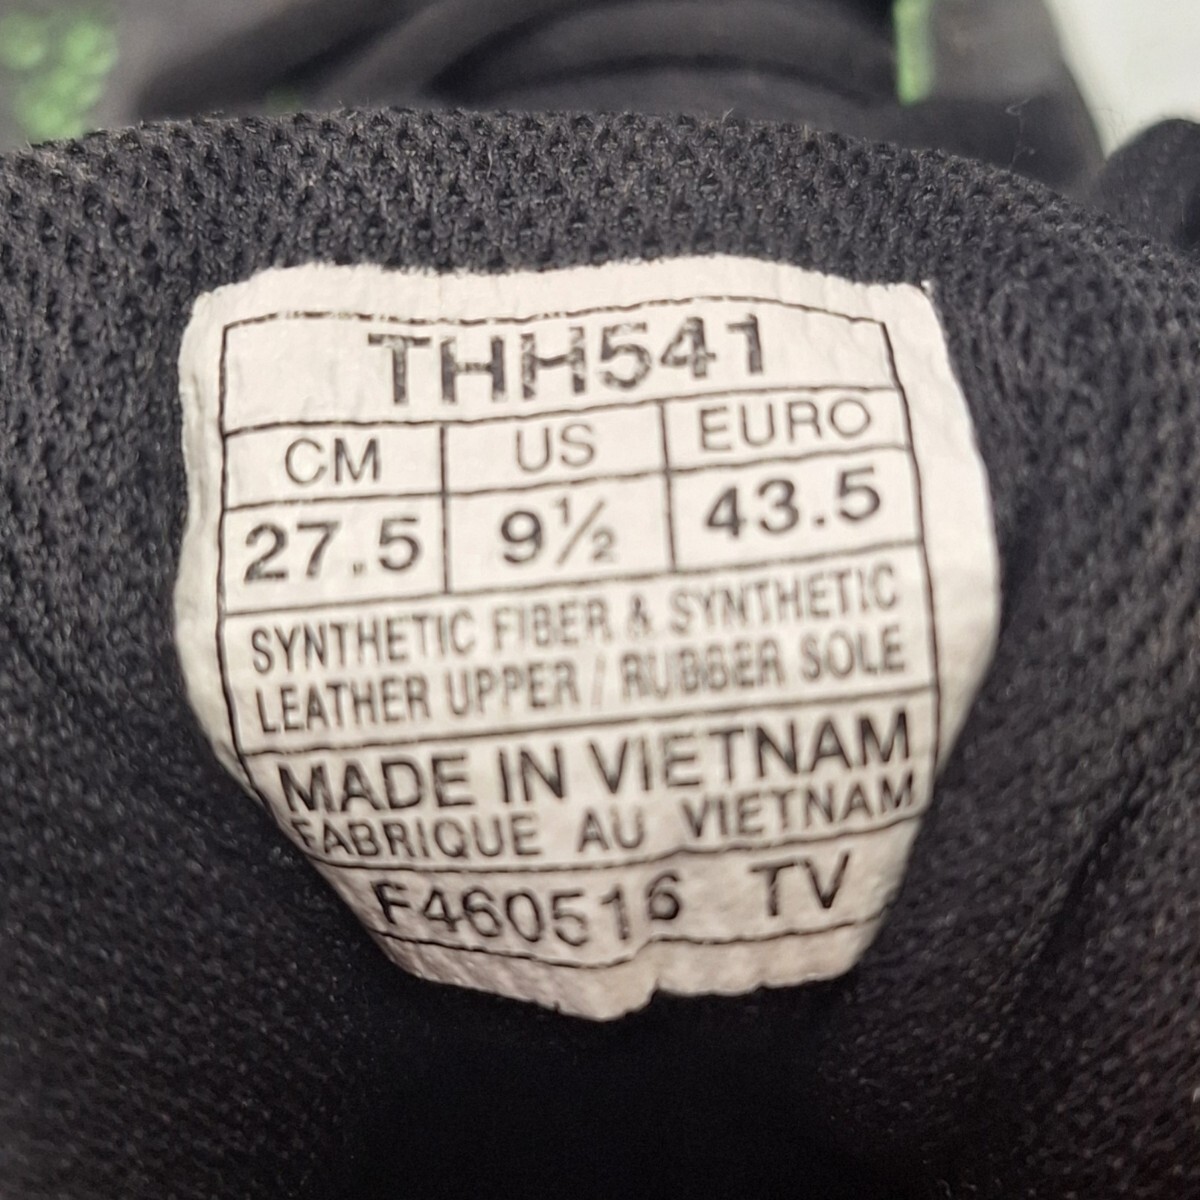 THH541
CM US EURO
27.5 9½ 43.5
SYNTHETIC FIBER & SYNTHETIC
LEATHER UPPER / RUBBER SOLE
MADE IN VIETNAM
FABRIQUE AU VIETNAM
F460516 TV